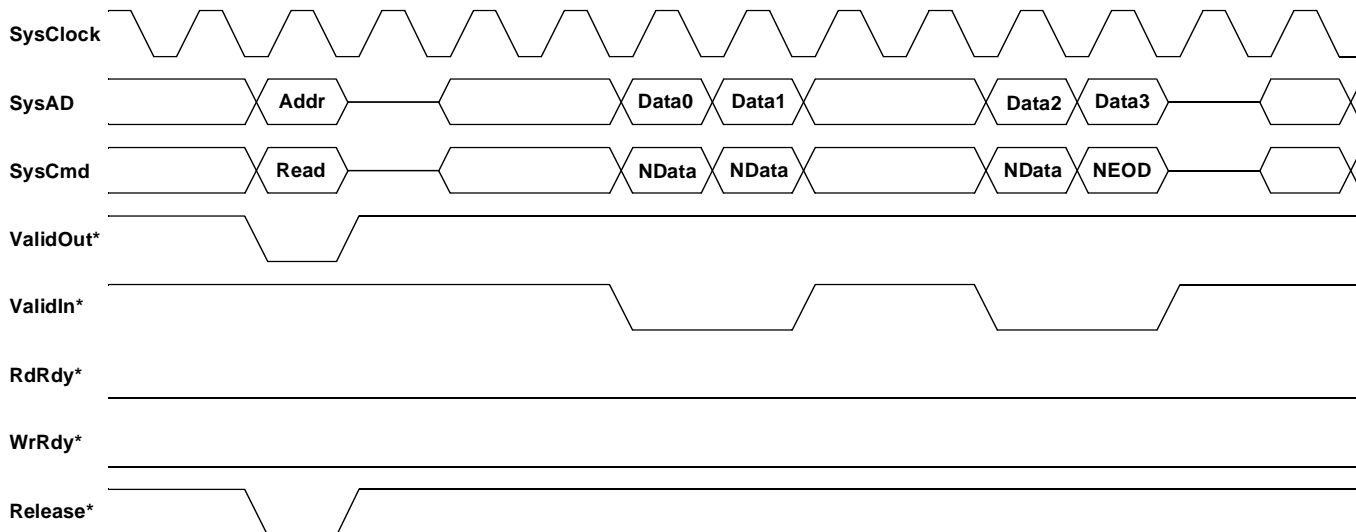 SysClock
SysAD Addr Data0 Data1 Data2 Data3
SysCmd Read NData NData NData NEOD
ValidOut*
ValidIn*
RdRdy*
WrRdy*
Release*